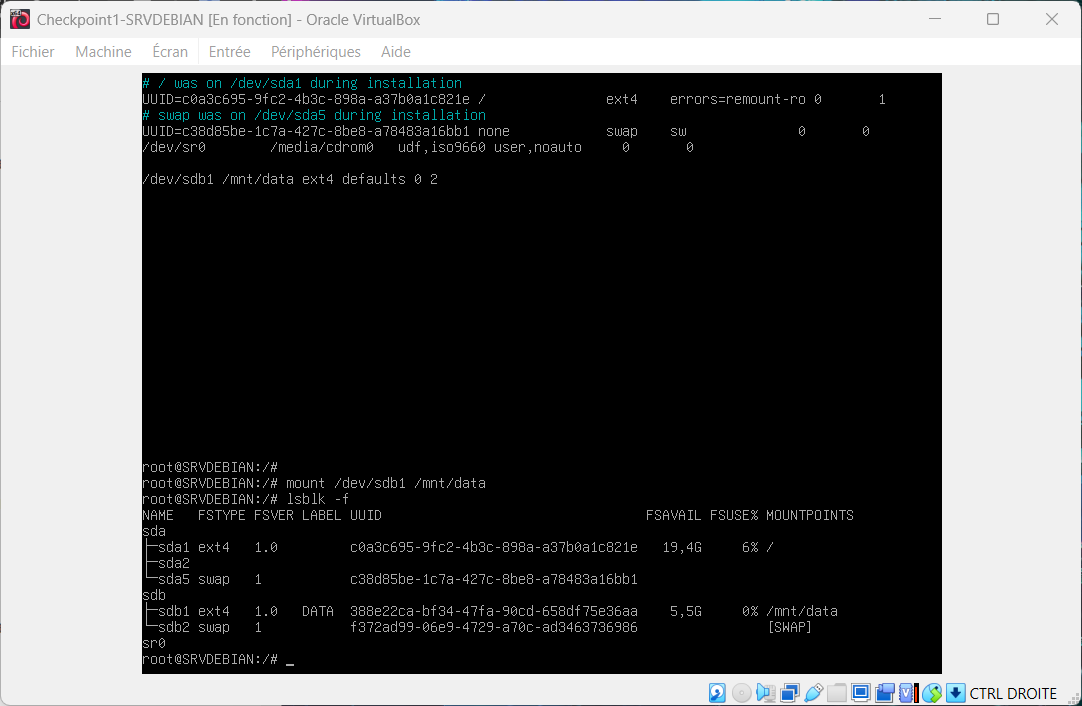 Checkpoint1-SRVDEBIAN [En fonction] - Oracle VirtualBox
Fichier Machine Écran Entrée Périphériques Aide
# / was on /dev/sda1 during installation
UUID=c0a3c695-9fc2-4b3c-898a-a37b0a1c821e / ext4 errors=remount-ro 0 1
# swap was on /dev/sda5 during installation
UUID=c38d85be-1c7a-427c-8be8-a78483a16bb1 none swap sw 0 0
/dev/sr0 /media/cdrom0 udf,iso9660 user,noauto 0 0
/dev/sdb1 /mnt/data ext4 defaults 0 2
root@SRVDEBIAN:/#
root@SRVDEBIAN:/# mount /dev/sdb1 /mnt/data
root@SRVDEBIAN:/# lsblk -f
NAME FSTYPE FSVER LABEL UUID FSAVAIL FSUSE% MOUNTPOINTS
sda
├─sda1 ext4 1.0 c0a3c695-9fc2-4b3c-898a-a37b0a1c821e 19,4G 6% /
├─sda2
└─sda5 swap 1 c38d85be-1c7a-427c-8be8-a78483a16bb1
sdb
├─sdb1 ext4 1.0 DATA 388e22ca-bf34-47fa-90cd-658df75e36aa 5,5G 0% /mnt/data
└─sdb2 swap 1 f372ad99-06e9-4729-a70c-ad3463736986 [SWAP]
sr0
root@SRVDEBIAN:/# _
CTRL DROITE